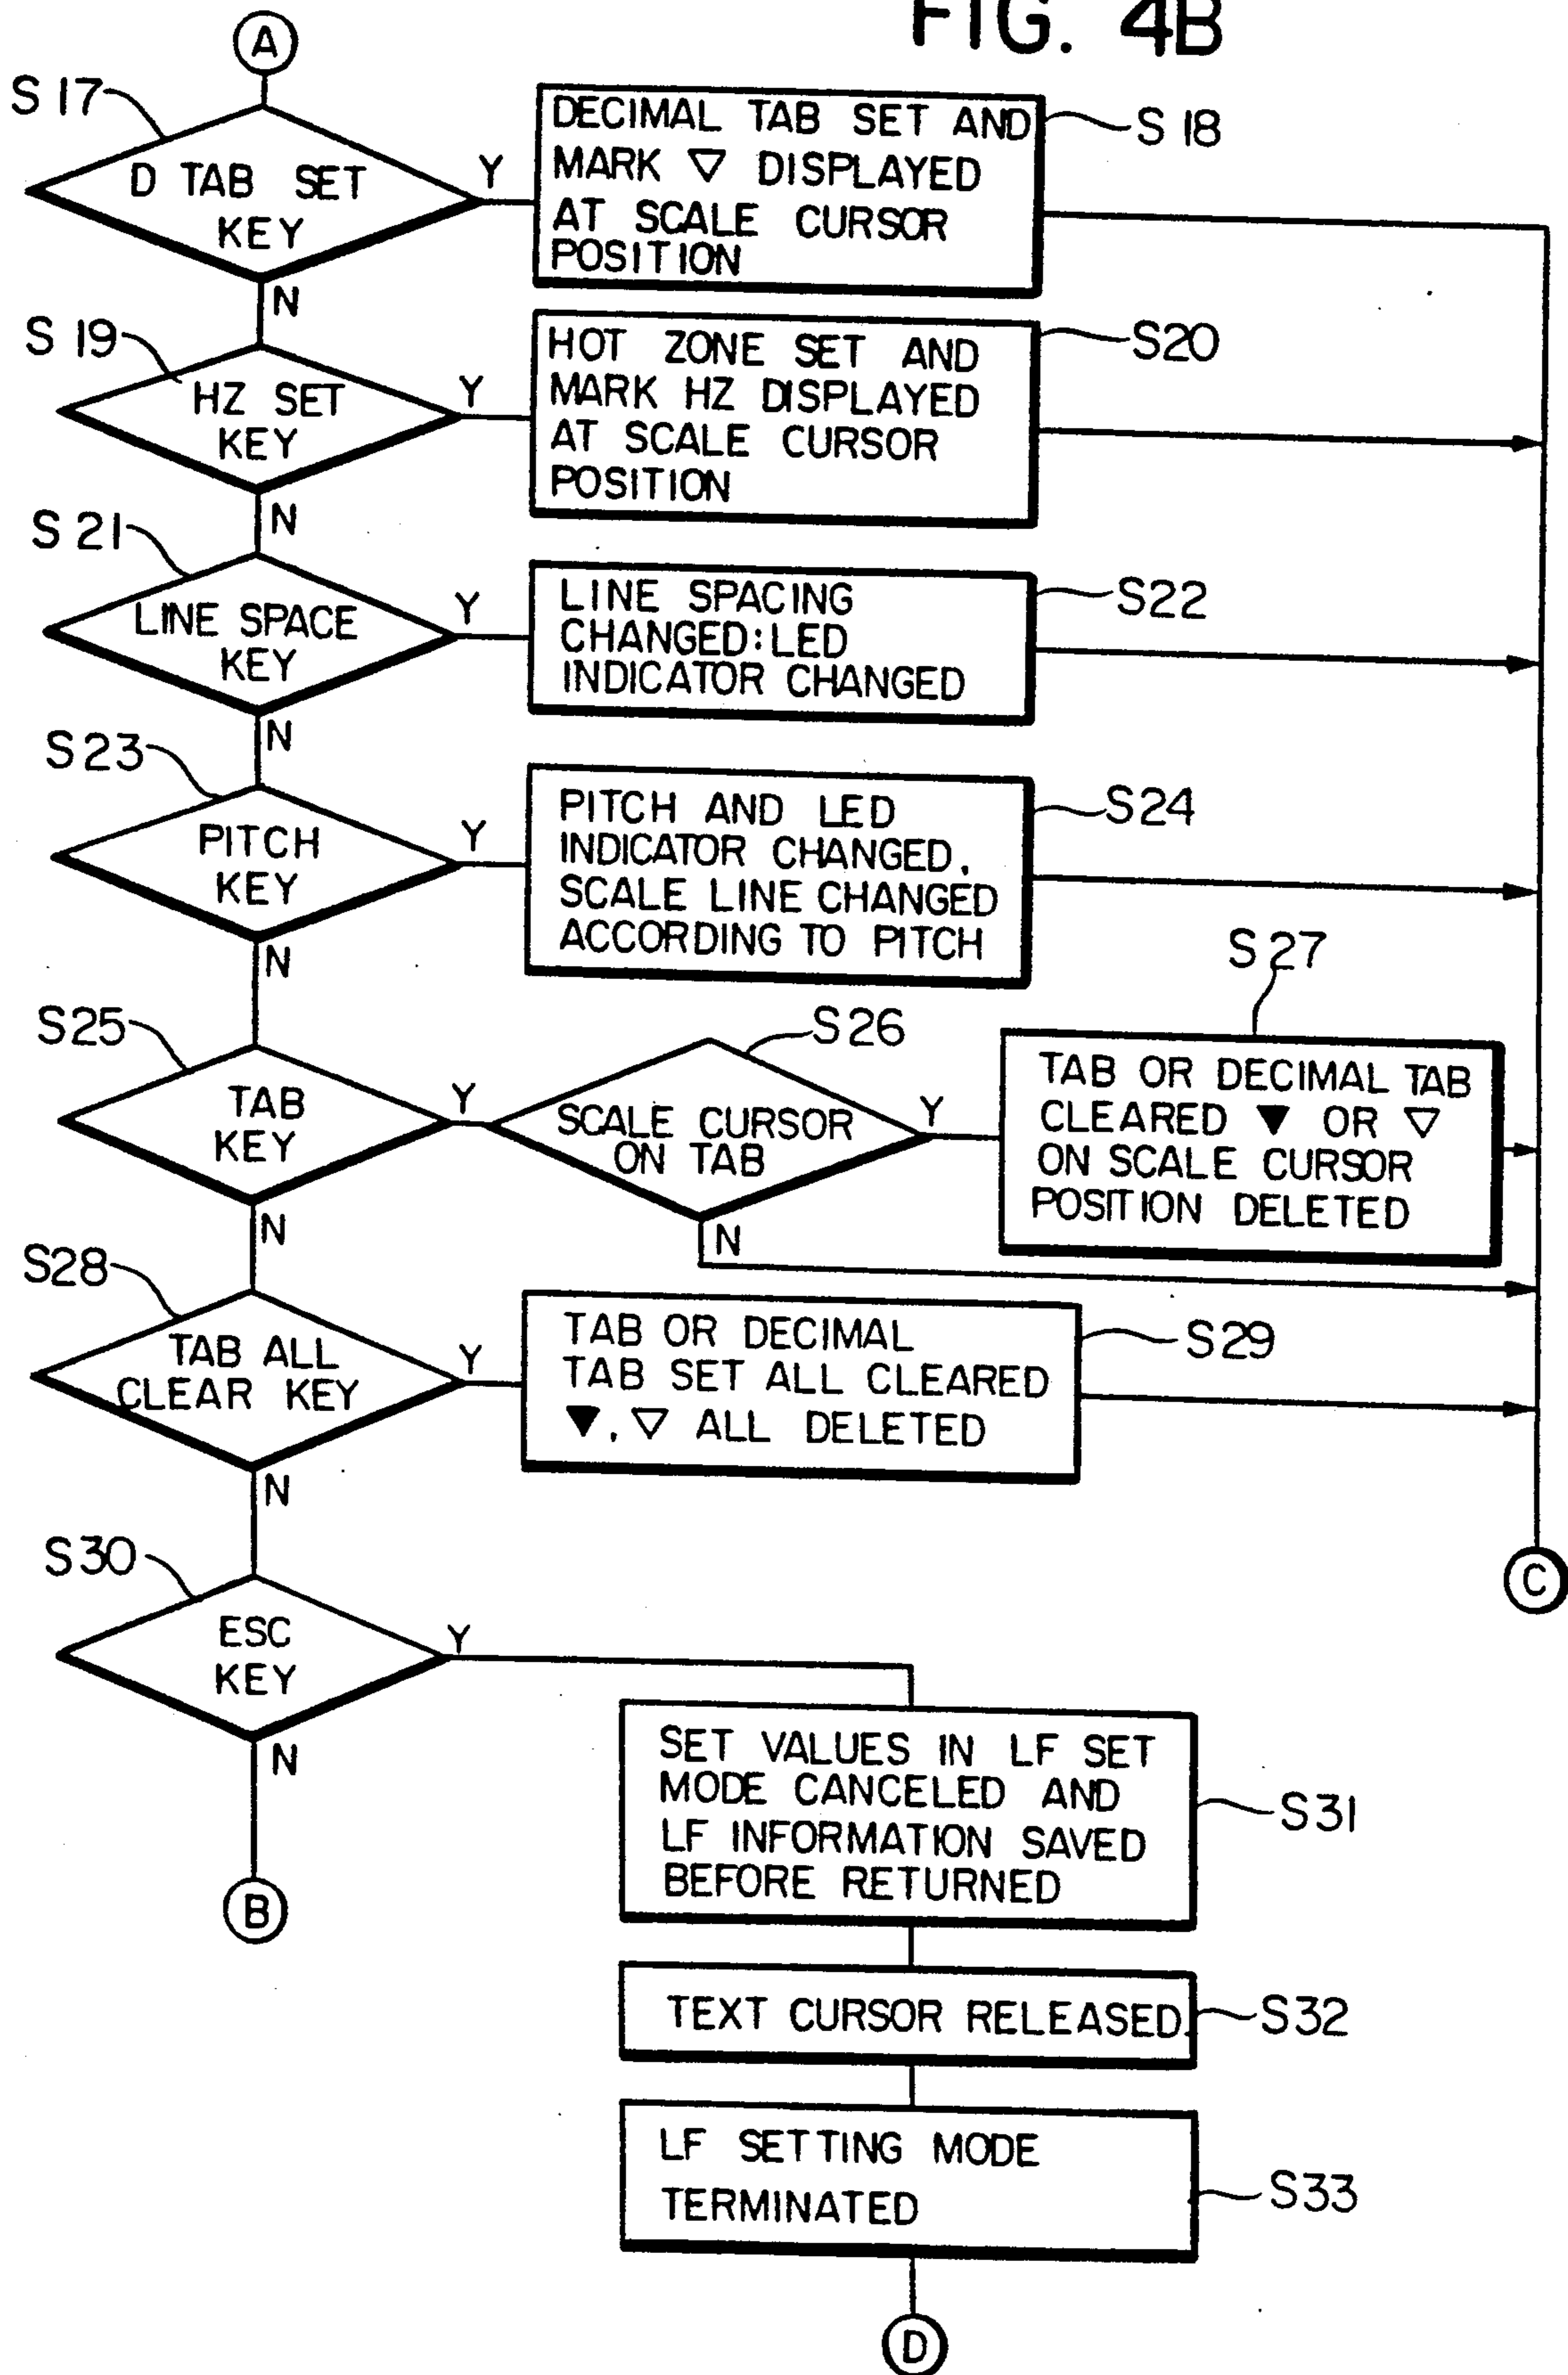 FIG. 4B
A
S17
D TAB SET
KEY
Y
N
DECIMAL TAB SET AND
MARK ▽ DISPLAYED
AT SCALE CURSOR
POSITION
S18
S19
HZ SET
KEY
Y
N
HOT ZONE SET AND
MARK HZ DISPLAYED
AT SCALE CURSOR
POSITION
S20
S21
LINE SPACE
KEY
Y
N
LINE SPACING
CHANGED:LED
INDICATOR CHANGED
S22
S23
PITCH
KEY
Y
N
PITCH AND LED
INDICATOR CHANGED.
SCALE LINE CHANGED
ACCORDING TO PITCH
S24
S25
TAB
KEY
Y
N
S26
SCALE CURSOR
ON TAB
Y
N
S27
TAB OR DECIMAL TAB
CLEARED ▼ OR ▽
ON SCALE CURSOR
POSITION DELETED
S28
TAB ALL
CLEAR KEY
Y
N
TAB OR DECIMAL
TAB SET ALL CLEARED
▼, ▽ ALL DELETED
S29
C
S30
ESC
KEY
Y
N
B
SET VALUES IN LF SET
MODE CANCELED AND
LF INFORMATION SAVED
BEFORE RETURNED
S31
TEXT CURSOR RELEASED.
S32
LF SETTING MODE
TERMINATED
S33
D